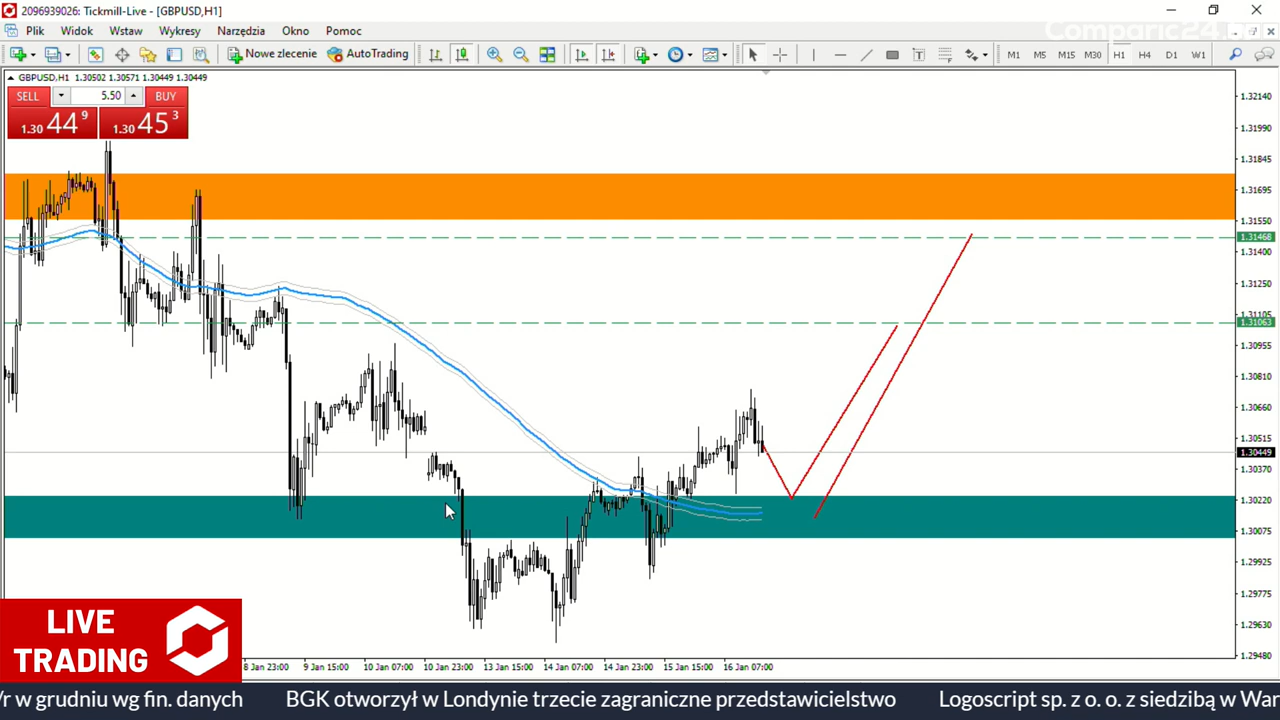 2096939026: Tickmill-Live - [GBPUSD,H1]
Comparic24
Plik Widok Wstaw Wykresy Narzędzia Okno Pomoc
Nowe zlecenie AutoTrading M1 M5 M15 M30 H1 H4 D1 W1
GBPUSD,H1 1.30502 1.30571 1.30449 1.30449
SELL 5.50 BUY
1.30 44 9 1.30 45 3
1.32140
1.31990
1.31845
1.31695
1.31550
1.31468
1.31400
1.31250
1.31105
1.31063
1.30955
1.30810
1.30660
1.30515
1.30449
1.30370
1.30220
1.30075
1.29925
1.29775
1.29630
1.29480
8 Jan 23:00 9 Jan 15:00 10 Jan 07:00 10 Jan 23:00 13 Jan 15:00 14 Jan 07:00 14 Jan 23:00 15 Jan 15:00 16 Jan 07:00
LIVE
TRADING
/r w grudniu wg fin. danych BGK otworzył w Londynie trzecie zagraniczne przedstawicielstwo Logoscript sp. z o. o. z siedzibą w War